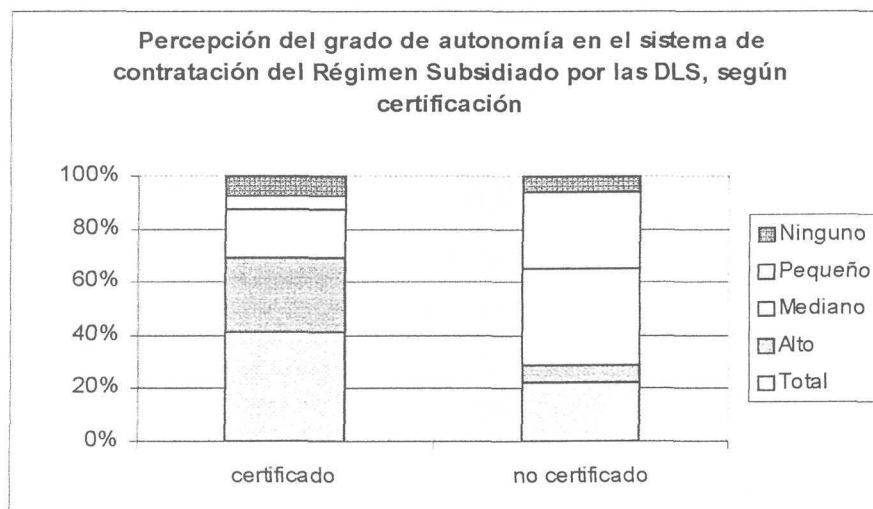 Percepción del grado de autonomía en el sistema de
contratación del Régimen Subsidiado por las DLS, según
certificación
100%
80%
60%
40%
20%
0%
certificado
no certificado
Ninguno
Pequeño
Mediano
Alto
Total